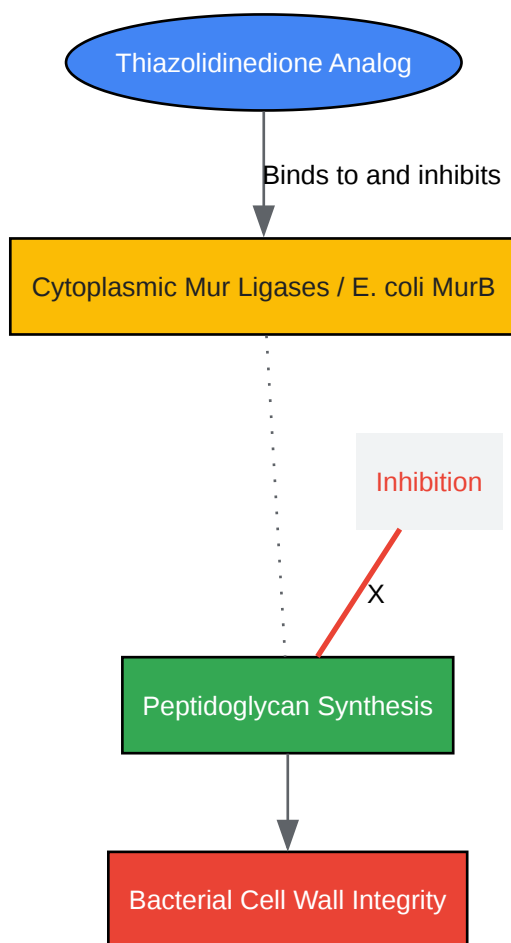 Thiazolidinedione Analog
Binds to and inhibits
Cytoplasmic Mur Ligases / E. coli MurB
Inhibition
X
Peptidoglycan Synthesis
Bacterial Cell Wall Integrity